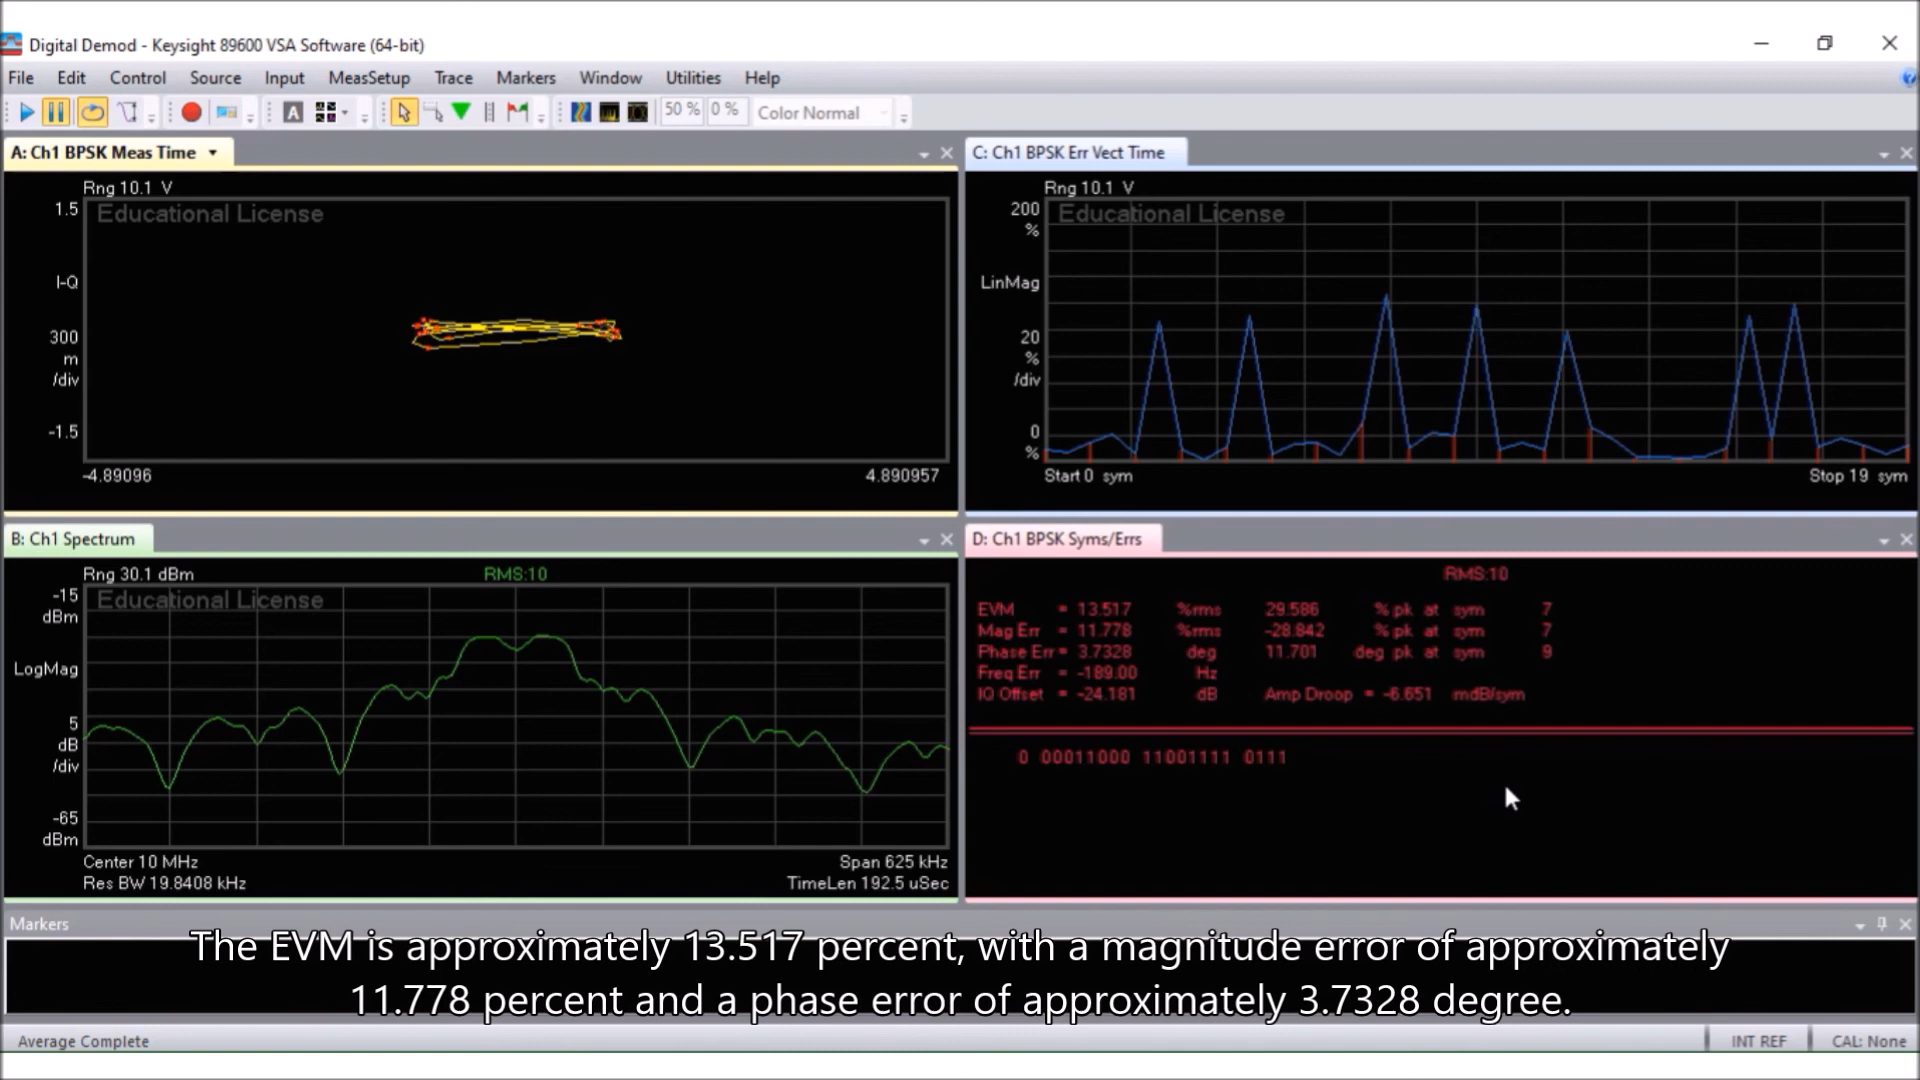 Digital Demod - Keysight 89600 VSA Software (64-bit)
File Edit Control Source Input MeasSetup Trace Markers Window Utilities Help
A 50 % 0 % Color Normal
A: Ch1 BPSK Meas Time
Rng 10.1 V
1.5
Educational License
I-Q
300
m
/div
-1.5
-4.89096 4.890957
C: Ch1 BPSK Err Vect Time
Rng 10.1 V
200
%
Educational License
LinMag
20
%
/div
0
%
Start 0 sym Stop 19 sym
B: Ch1 Spectrum
Rng 30.1 dBm RMS:10
-15
dBm
Educational License
LogMag
5
dB
/div
-65
dBm
Center 10 MHz Span 625 kHz
Res BW 19.8408 kHz TimeLen 192.5 uSec
D: Ch1 BPSK Syms/Errs
RMS:10
EVM = 13.517 %rms 29.586 % pk at sym 7
Mag Err = 11.778 %rms -28.842 % pk at sym 7
Phase Err = 3.7328 deg 11.701 deg pk at sym 9
Freq Err = -189.00 Hz
IQ Offset = -24.181 dB Amp Droop = -6.651 mdB/sym
0 00011000 11001111 0111
Markers
The EVM is approximately 13.517 percent, with a magnitude error of approximately
11.778 percent and a phase error of approximately 3.7328 degree.
Average Complete INT REF CAL: None